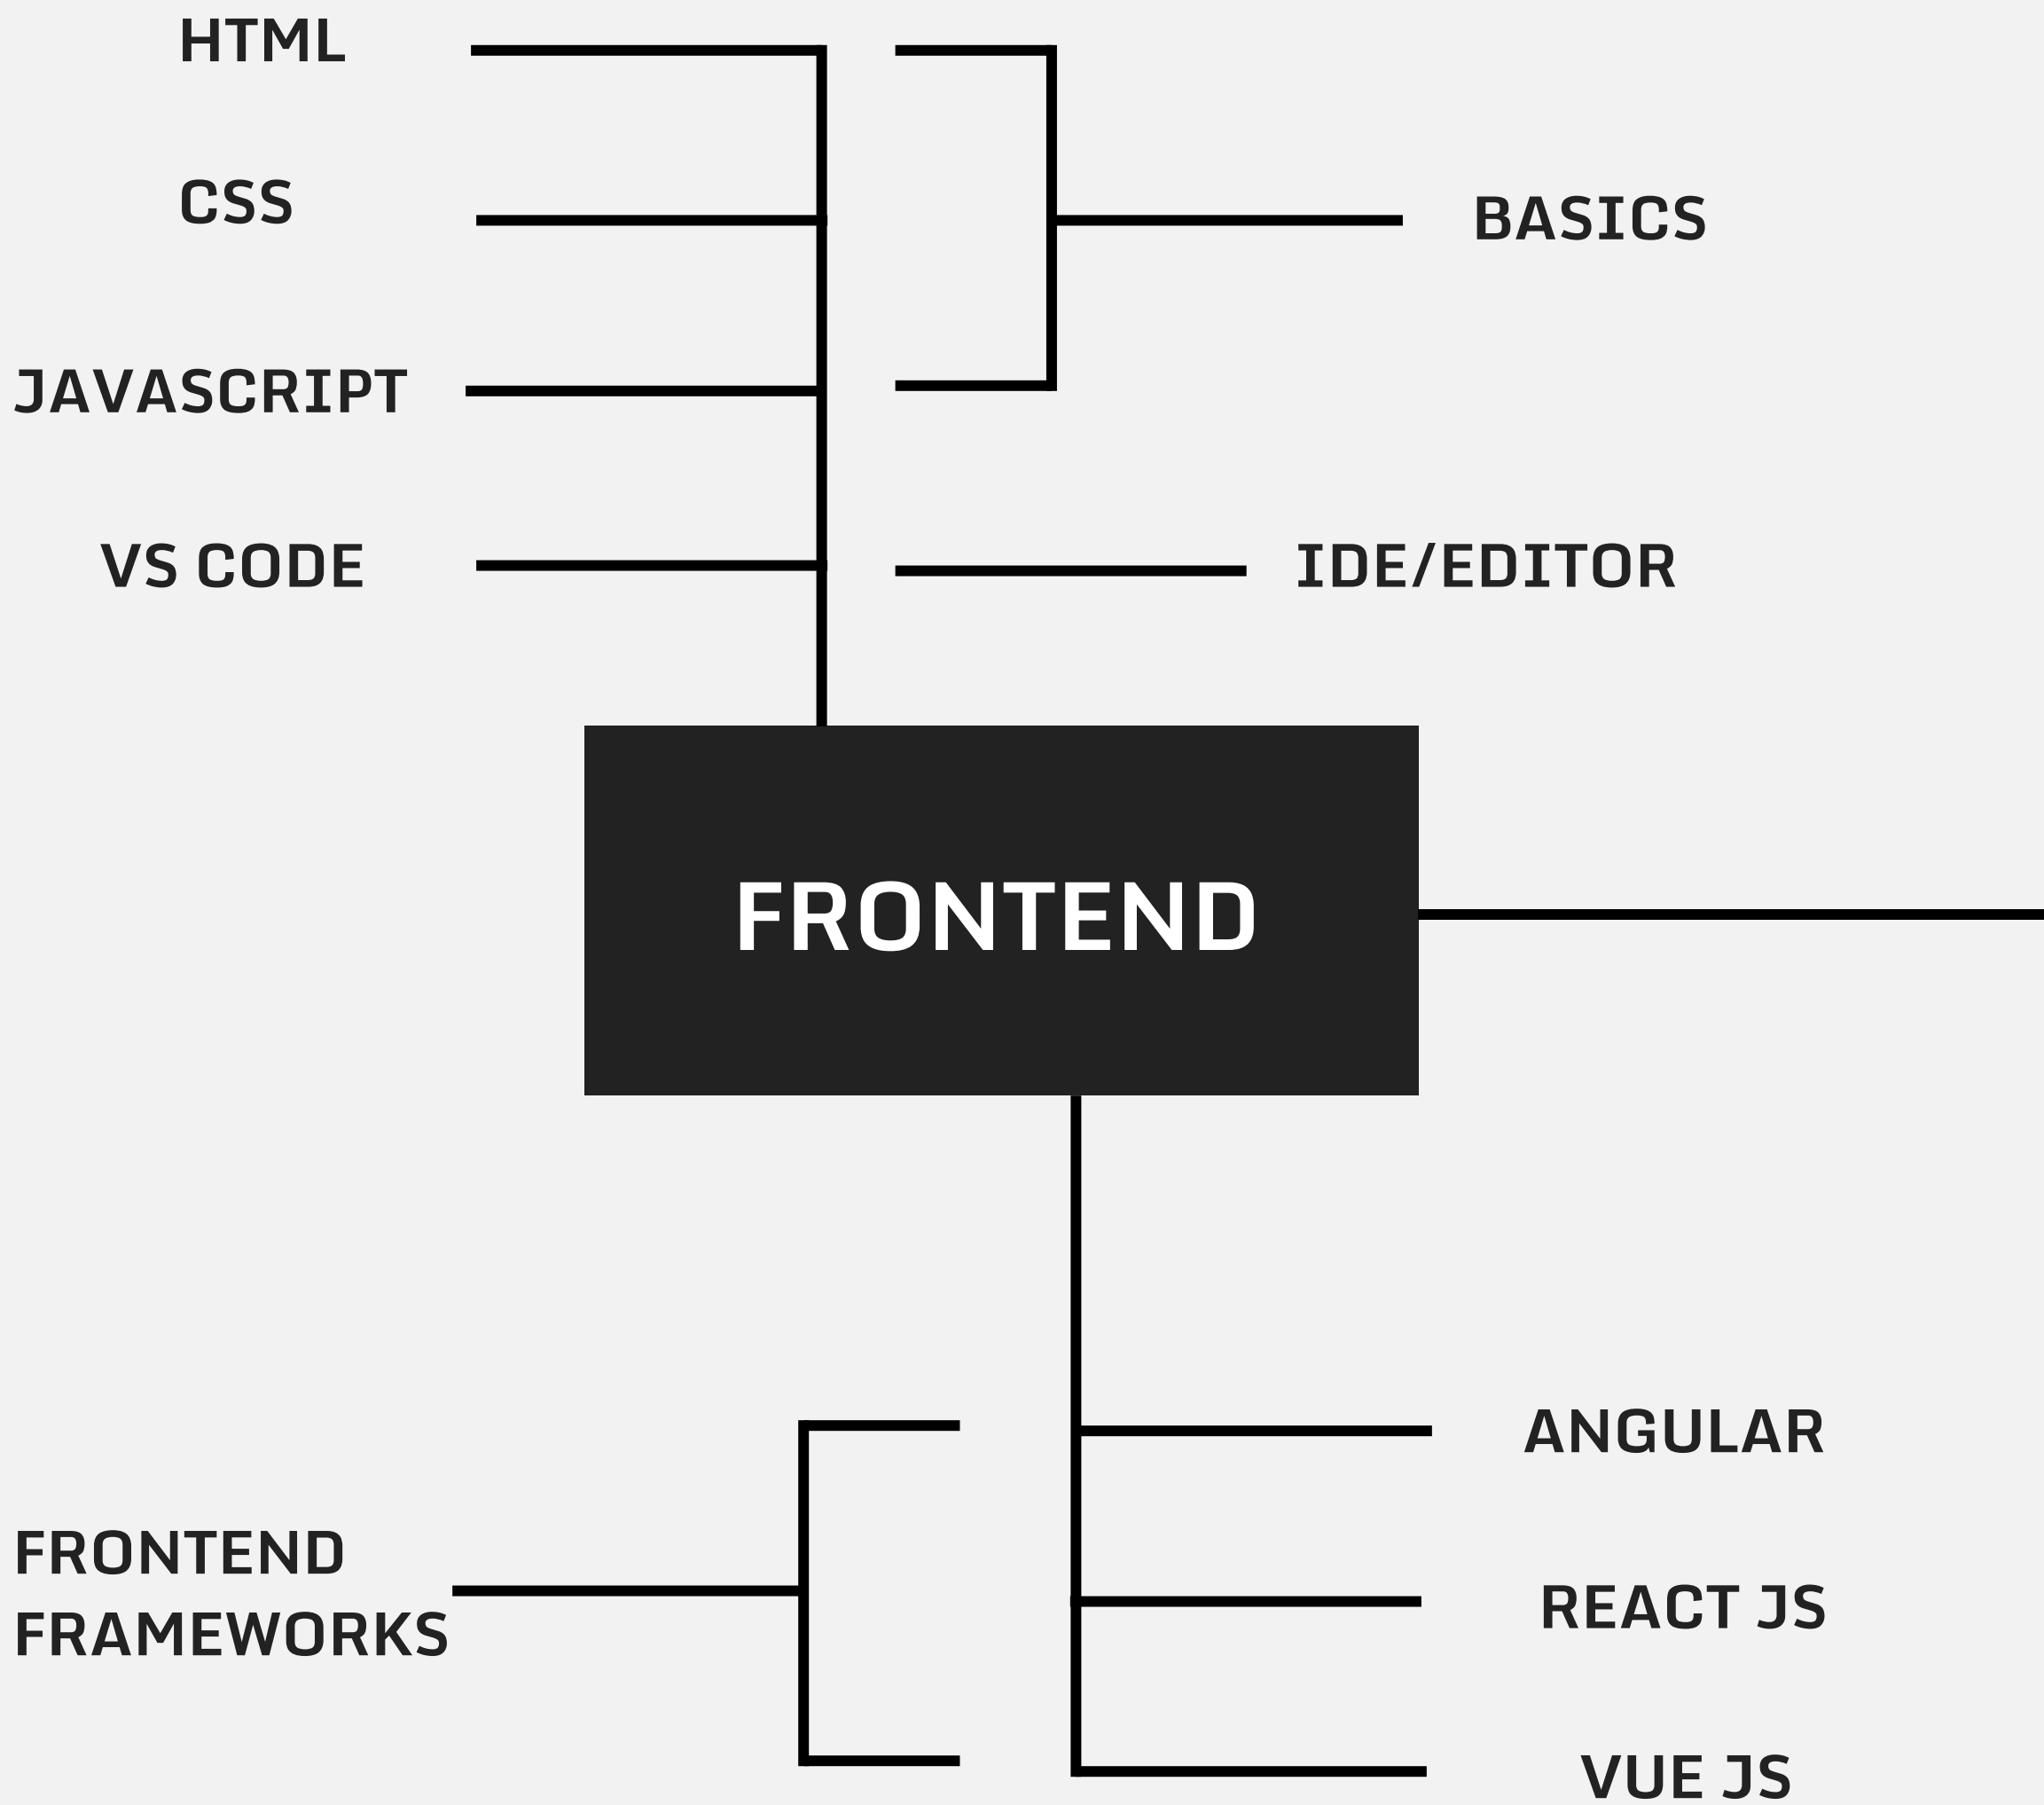 HTML
CSS
BASICS
JAVASCRIPT
VS CODE
IDE/EDITOR
FRONTEND
ANGULAR
FRONTEND
FRAMEWORKS
REACT JS
VUE JS